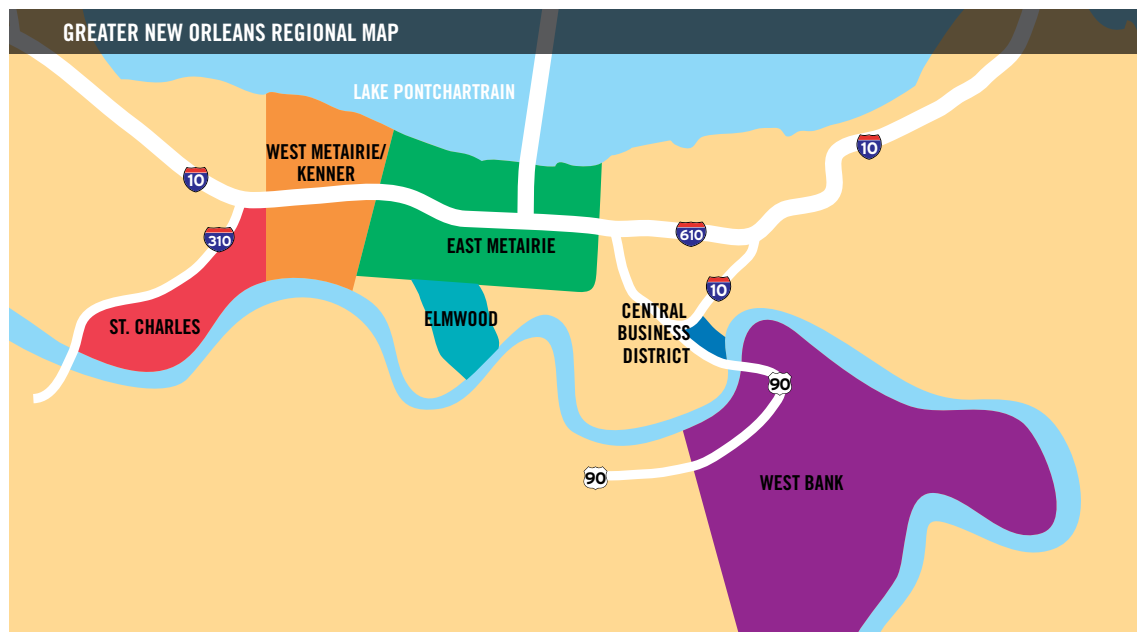 GREATER NEW ORLEANS REGIONAL MAP
LAKE PONTCHARTRAIN
10
WEST METAIRIE/
KENNER
10
310
610
EAST METAIRIE
10
ST. CHARLES
ELMWOOD
CENTRAL
BUSINESS
DISTRICT
90
90
WEST BANK